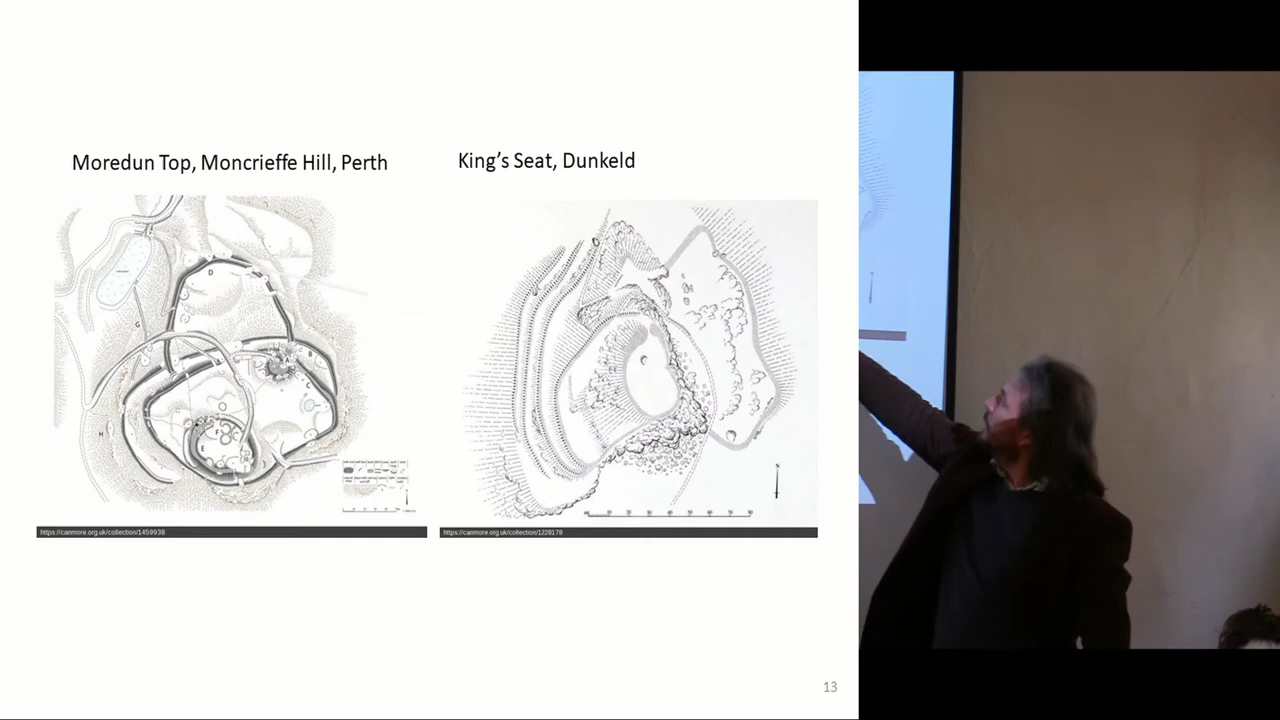 Moredun Top, Moncrieffe Hill, Perth
King's Seat, Dunkeld
D
G
B
A
C
H
E
N
https://canmore.org.uk/collection/1459938
https://canmore.org.uk/collection/1228178
13